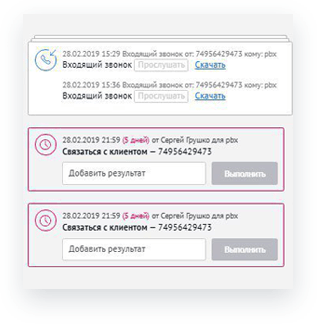 28.02.2019 15:29 Входящий звонок от: 74956429473 кому: pbx
Входящий звонок Прослушать Скачать
28.02.2019 15:36 Входящий звонок от: 74956429473 кому: pbx
Входящий звонок Прослушать Скачать
28.02.2019 21:59 (5 дней) от Сергей Грушко для pbx
Связаться с клиентом — 74956429473
Добавить результат Выполнить
28.02.2019 21:59 (5 дней) от Сергей Грушко для pbx
Связаться с клиентом — 74956429473
Добавить результат Выполнить